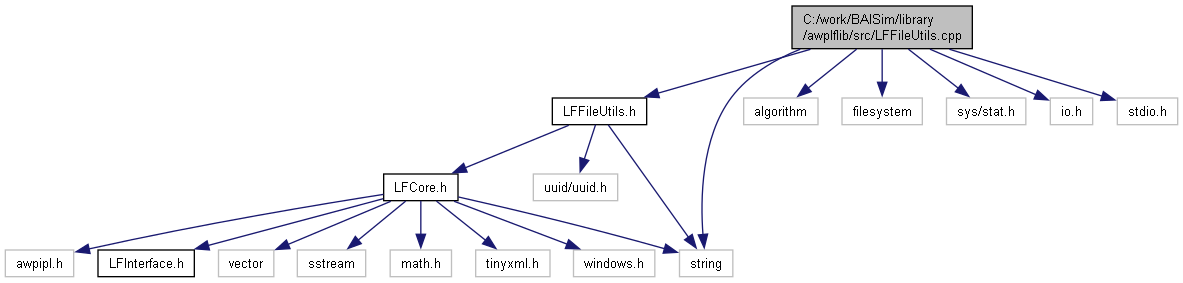 C:/work/BAISim/library
/awplflib/src/LFFileUtils.cpp
LFFileUtils.h
algorithm
filesystem
sys/stat.h
io.h
stdio.h
LFCore.h
uuid/uuid.h
awpipl.h
LFInterface.h
vector
sstream
math.h
tinyxml.h
windows.h
string